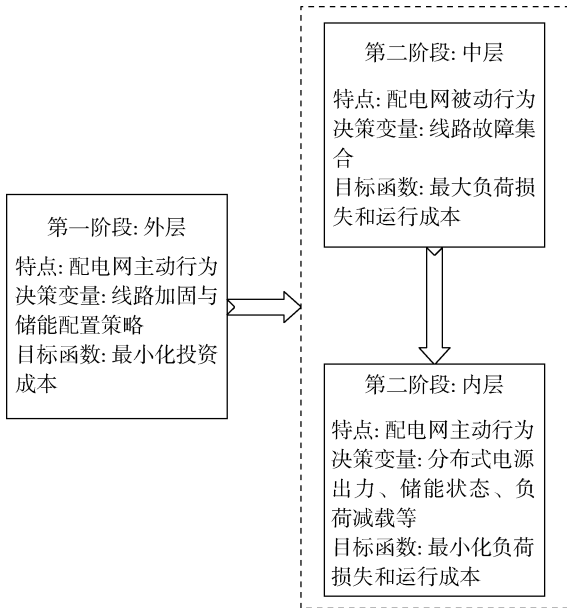 第一阶段: 外层
特点: 配电网主动行为
决策变量: 线路加固与
储能配置策略
目标函数: 最小化投资
成本
第二阶段: 中层
特点: 配电网被动行为
决策变量: 线路故障集
合
目标函数: 最大负荷损
失和运行成本
第二阶段: 内层
特点: 配电网主动行为
决策变量: 分布式电源
出力、储能状态、负
荷减载等
目标函数: 最小化负荷
损失和运行成本